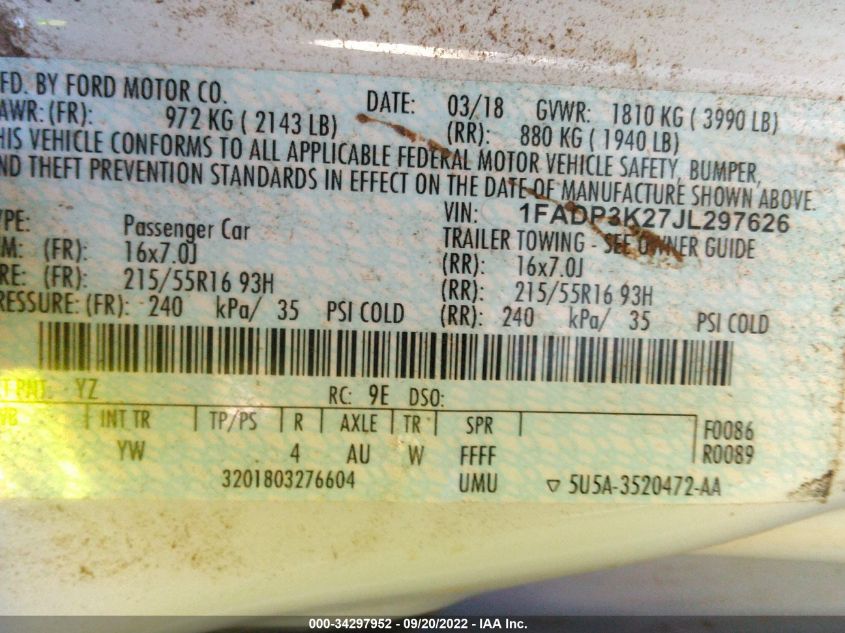 FD. BY FORD MOTOR CO. DATE: 03/18 GVWR: 1810 KG ( 3990 LB)
AWR: (FR): 972 KG ( 2143 LB) (RR): 880 KG ( 1940 LB)
HIS VEHICLE CONFORMS TO ALL APPLICABLE FEDERAL MOTOR VEHICLE SAFETY, BUMPER,
ND THEFT PREVENTION STANDARDS IN EFFECT ON THE DATE OF MANUFACTURE SHOWN ABOVE.
VIN: 1FADP3K27JL297626
YPE: Passenger Car TRAILER TOWING - SEE OWNER GUIDE
M: (FR): 16x7.0J (RR): 16x7.0J
RE: (FR): 215/55R16 93H (RR): 215/55R16 93H
RESSURE: (FR): 240 kPa/ 35 PSI COLD (RR): 240 kPa/ 35 PSI COLD
T PNT: YZ RC: 9E DSO:
WB INT TR TP/PS R AXLE TR SPR F0086
YW 4 AU W FFFF R0089
3201803276604 UMU ▽ 5U5A-3520472-AA
000-34297952 - 09/20/2022 - IAA Inc.